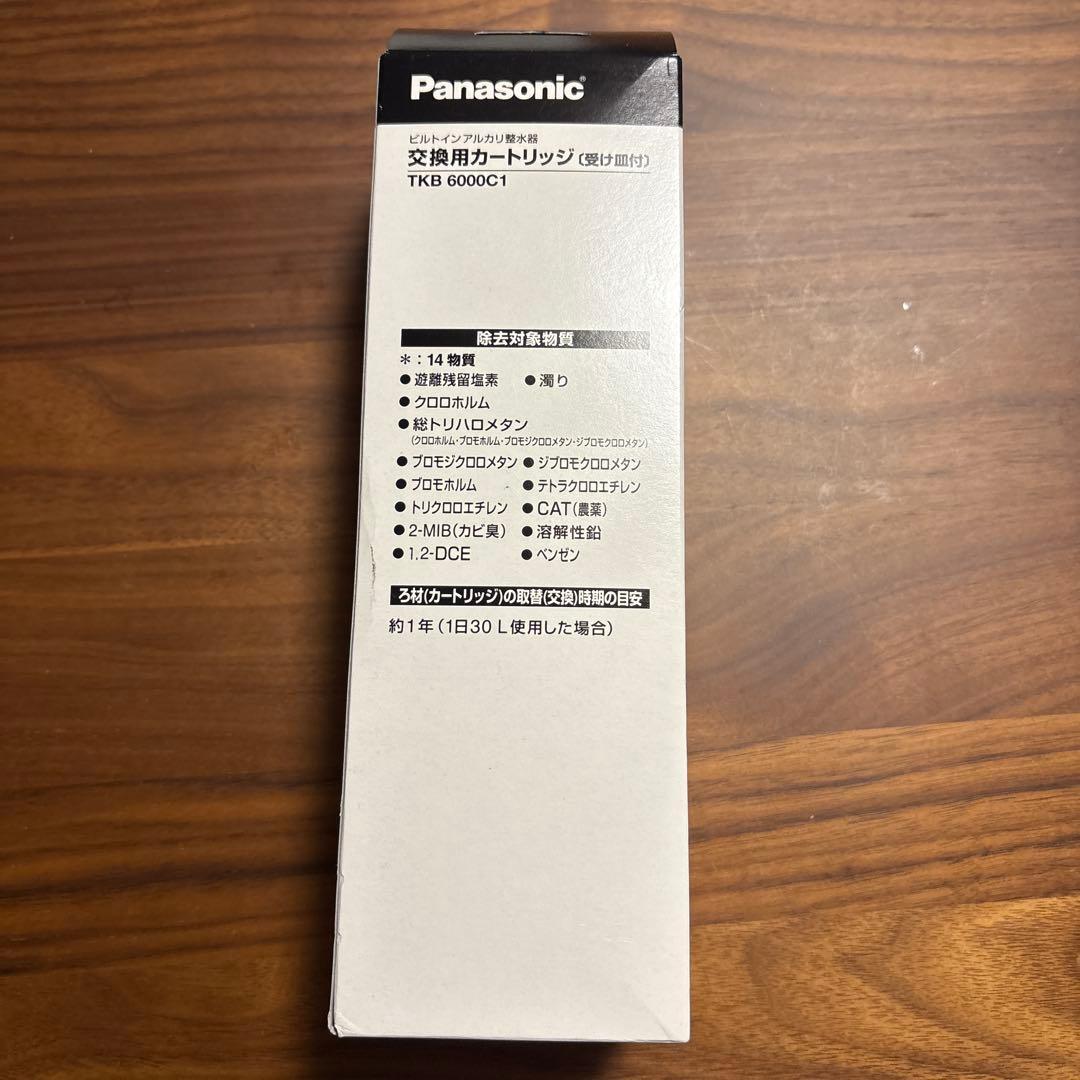 Panasonic®
ビルトインアルカリ整水器
交換用カートリッジ〔受け皿付〕
TKB 6000C1
除去対象物質
＊：14 物質
● 遊離残留塩素 ● 濁り
● クロロホルム
● 総トリハロメタン
（クロロホルム・ブロモホルム・ブロモジクロロメタン・ジブロモクロロメタン）
● ブロモジクロロメタン ● ジブロモクロロメタン
● ブロモホルム ● テトラクロロエチレン
● トリクロロエチレン ● CAT（農薬）
● 2-MIB（カビ臭） ● 溶解性鉛
● 1.2-DCE ● ベンゼン
ろ材(カートリッジ)の取替(交換)時期の目安
約1年（1日30 L使用した場合）